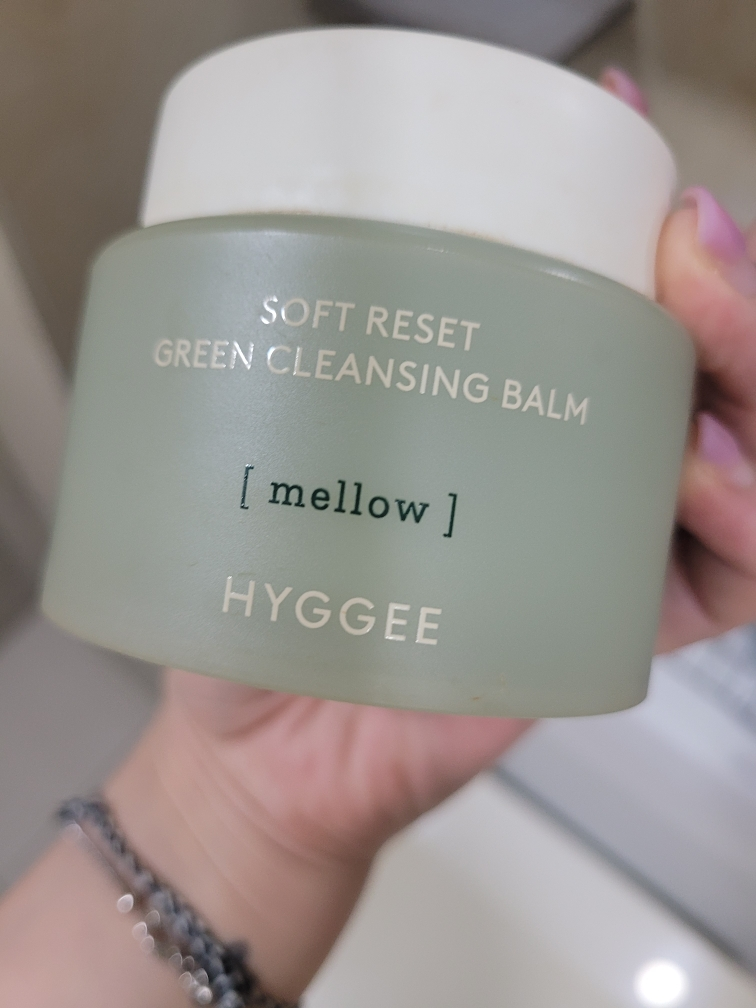 SOFT RESET
GREEN CLEANSING BALM
[ mellow ]
HYGGEE